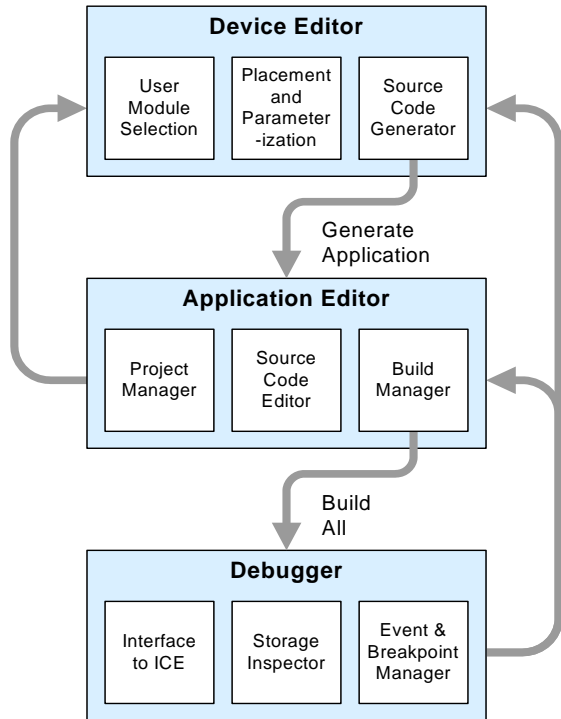 Device Editor
User
Module
Selection
Placement
and
Parameter
-ization
Source
Code
Generator
Generate
Application
Application Editor
Project
Manager
Source
Code
Editor
Build
Manager
Build
All
Debugger
Interface
to ICE
Storage
Inspector
Event &
Breakpoint
Manager